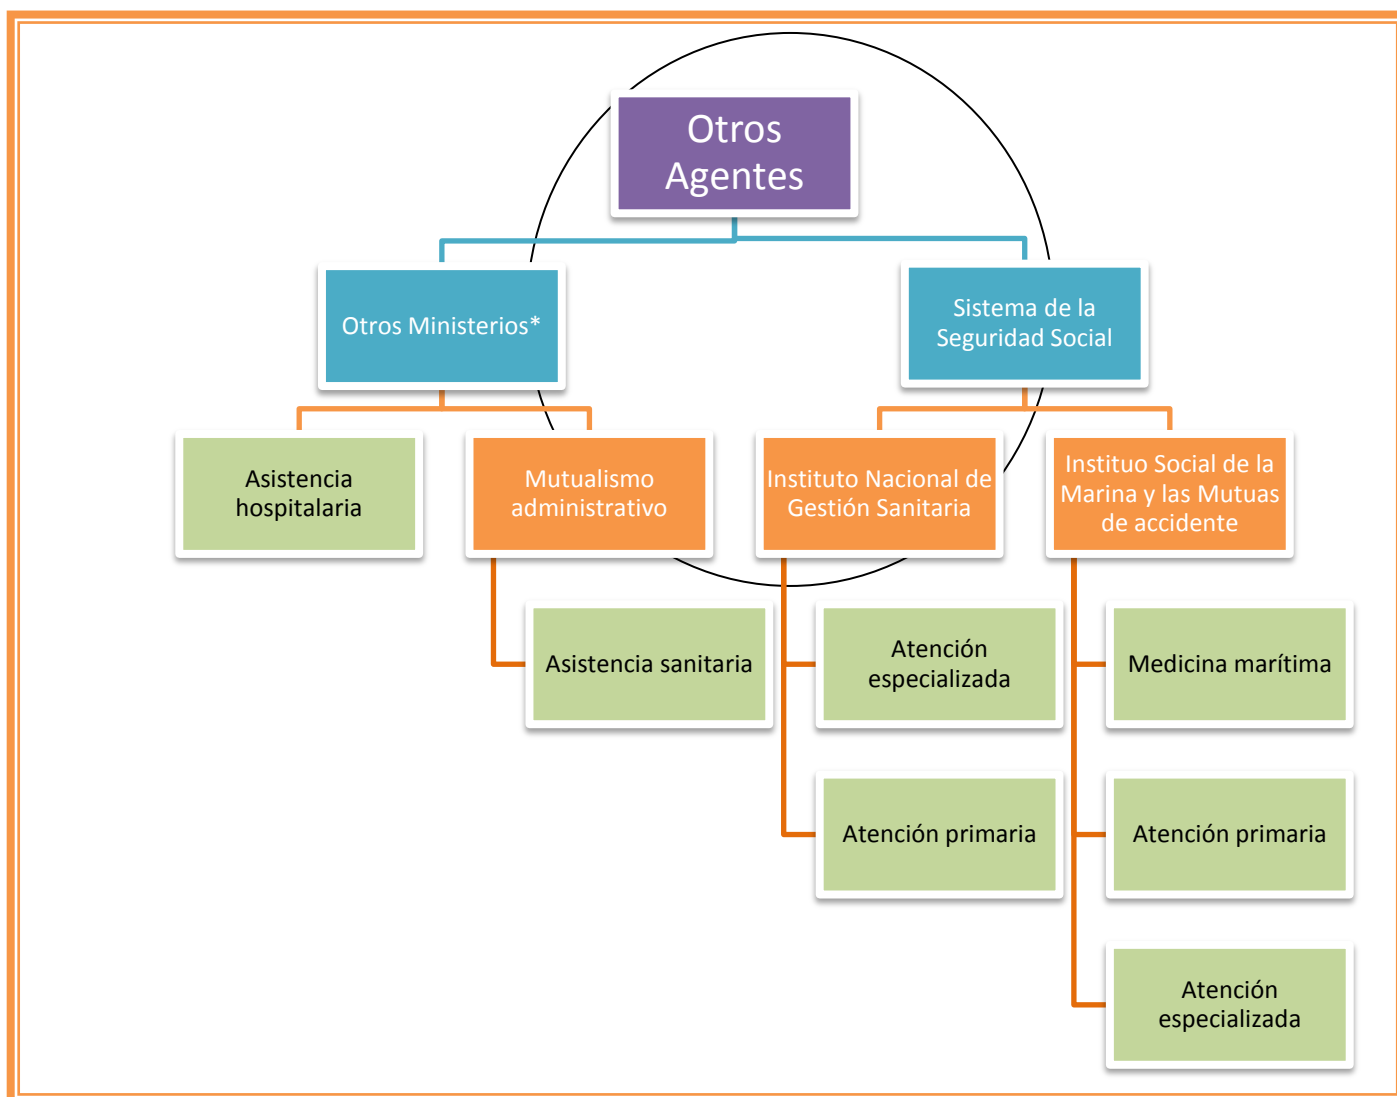 Otros
Agentes
Otros Ministerios*
Sistema de la
Seguridad Social
Asistencia
hospitalaria
Mutualismo
administrativo
Instituto Nacional de
Gestión Sanitaria
Instituo Social de la
Marina y las Mutuas
de accidente
Asistencia sanitaria
Atención
especializada
Medicina marítima
Atención primaria
Atención primaria
Atención
especializada